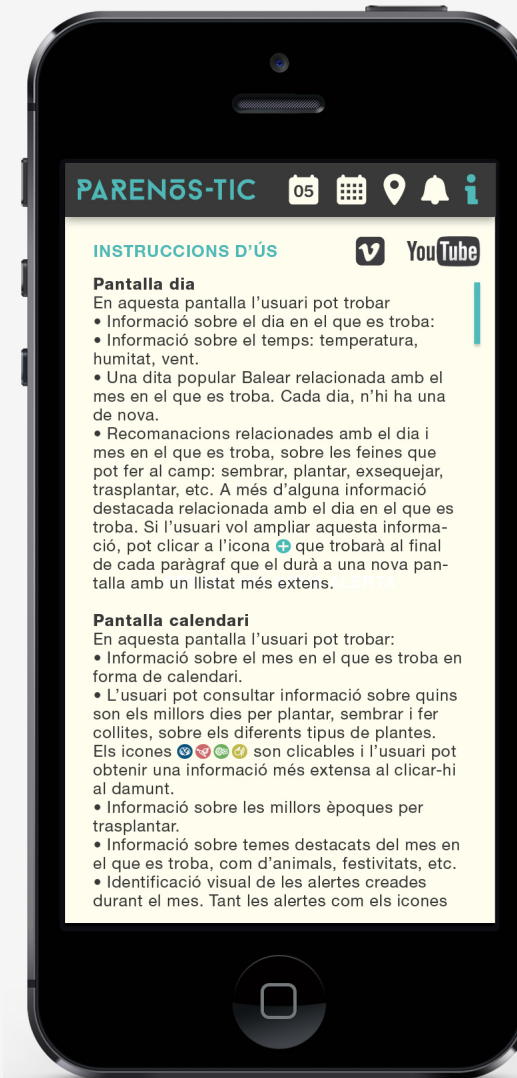 PARENŌS-TIC 05
INSTRUCCIONS D'ÚS YouTube
Pantalla dia
En aquesta pantalla l'usuari pot trobar
• Informació sobre el dia en el que es troba:
• Informació sobre el temps: temperatura,
humitat, vent.
• Una dita popular Balear relacionada amb el
mes en el que es troba. Cada dia, n'hi ha una
de nova.
• Recomanacions relacionades amb el dia i
mes en el que es troba, sobre les feines que
pot fer al camp: sembrar, plantar, exsequejar,
trasplantar, etc. A més d'alguna informació
destacada relacionada amb el dia en el que es
troba. Si l'usuari vol ampliar aquesta informa-
ció, pot clicar a l'icona + que trobarà al final
de cada paràgraf que el durà a una nova pan-
talla amb un llistat més extens.
Pantalla calendari
En aquesta pantalla l'usuari pot trobar:
• Informació sobre el mes en el que es troba en
forma de calendari.
• L'usuari pot consultar informació sobre quins
son els millors dies per plantar, sembrar i fer
collites, sobre els diferents tipus de plantes.
Els icones son clicables i l'usuari pot
obtenir una informació més extensa al clicar-hi
al damunt.
• Informació sobre les millors èpoques per
trasplantar.
• Informació sobre temes destacats del mes en
el que es troba, com d'animals, festivitats, etc.
• Identificació visual de les alertes creades
durant el mes. Tant les alertes com els icones